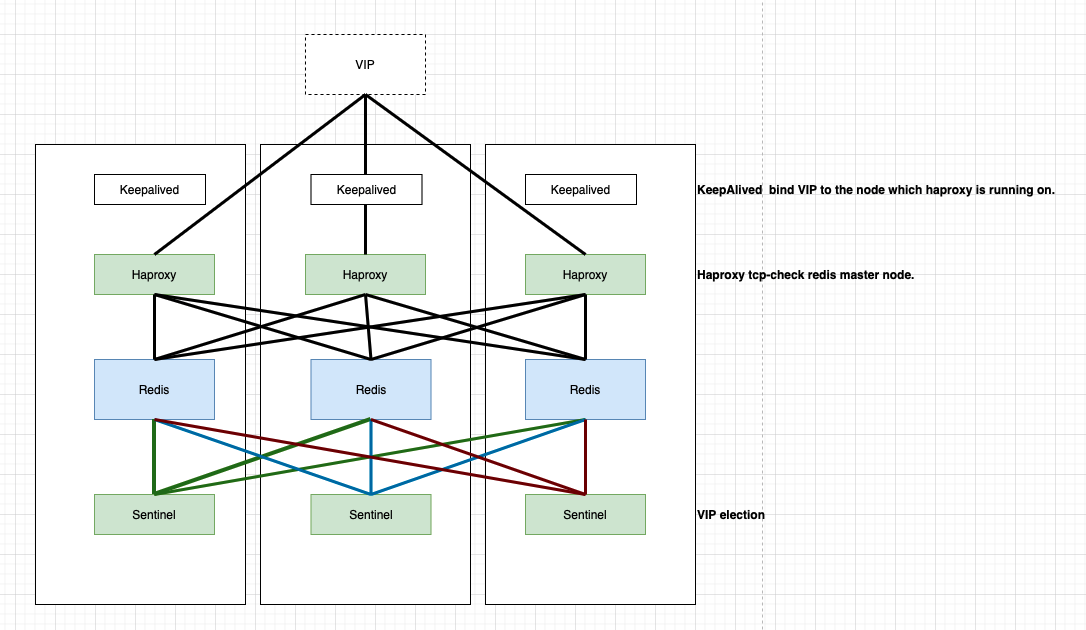 VIP
Keepalived
Keepalived
Keepalived
KeepAlived  bind VIP to the node which haproxy is running on.
Haproxy
Haproxy
Haproxy
Haproxy tcp-check redis master node.
Redis
Redis
Redis
Sentinel
Sentinel
Sentinel
VIP election